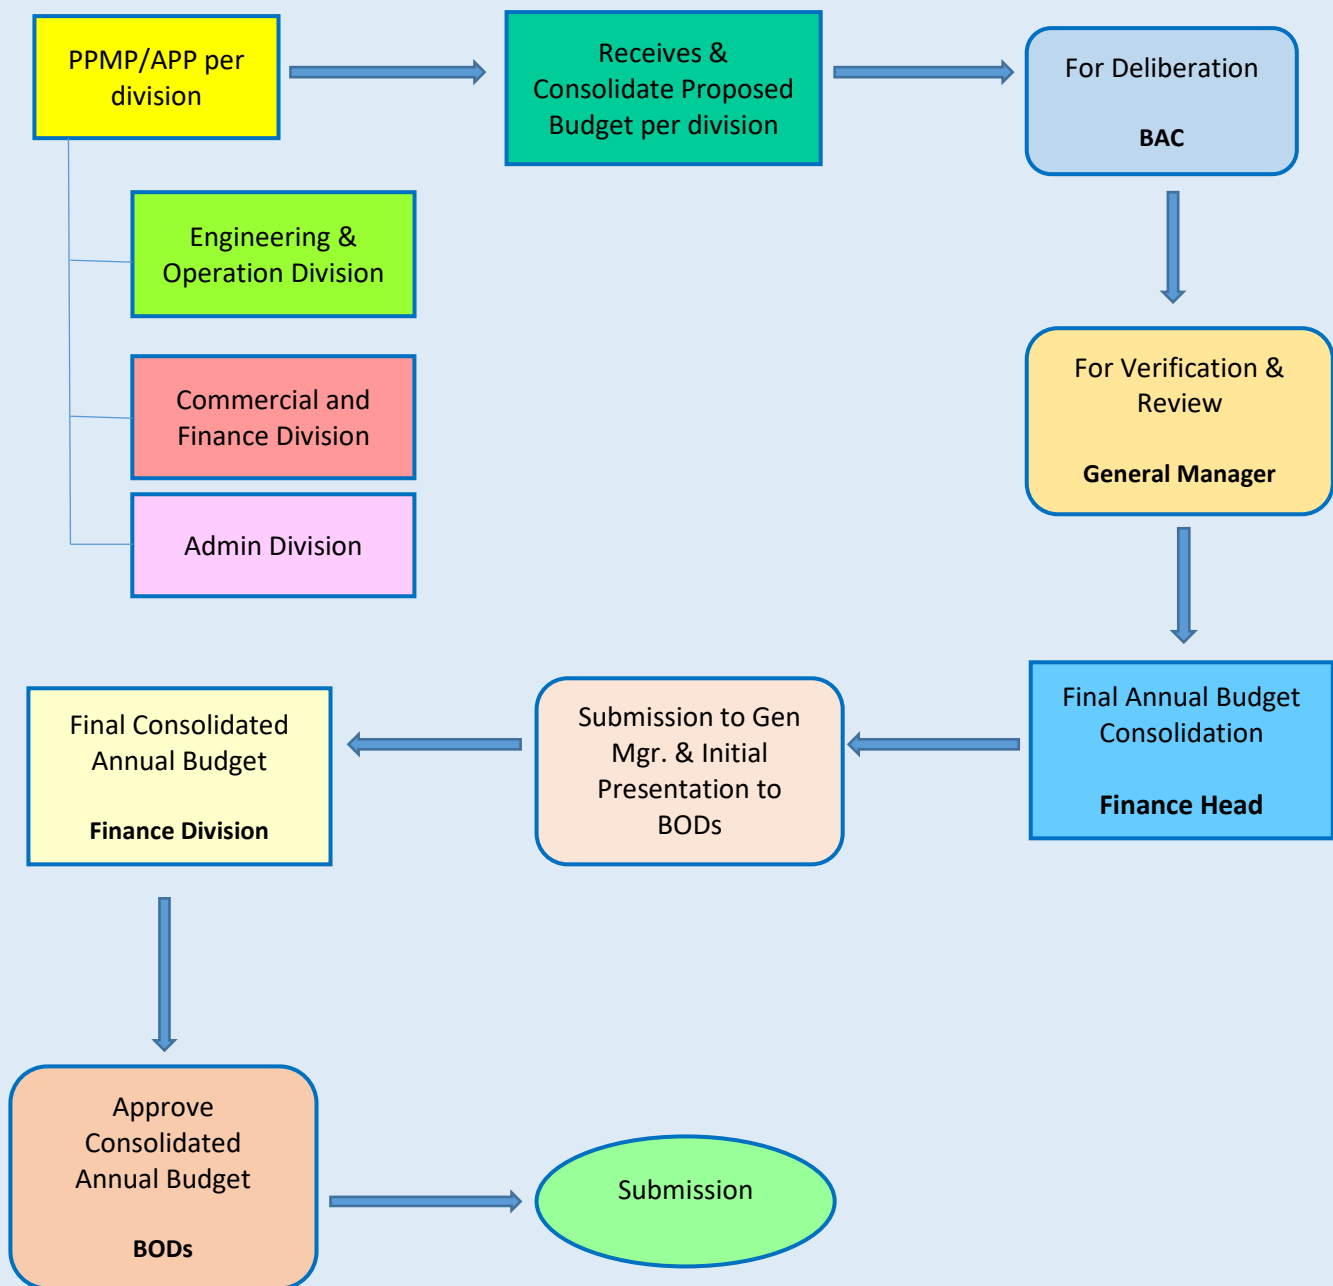 PPMP/APP per
division
Receives &
Consolidate Proposed
Budget per division
For Deliberation
BAC
Engineering &
Operation Division
For Verification &
Review
General Manager
Commercial and
Finance Division
Admin Division
Final Annual Budget
Consolidation
Finance Head
Submission to Gen
Mgr. & Initial
Presentation to
BODs
Final Consolidated
Annual Budget
Finance Division
Approve
Consolidated
Annual Budget
BODs
Submission